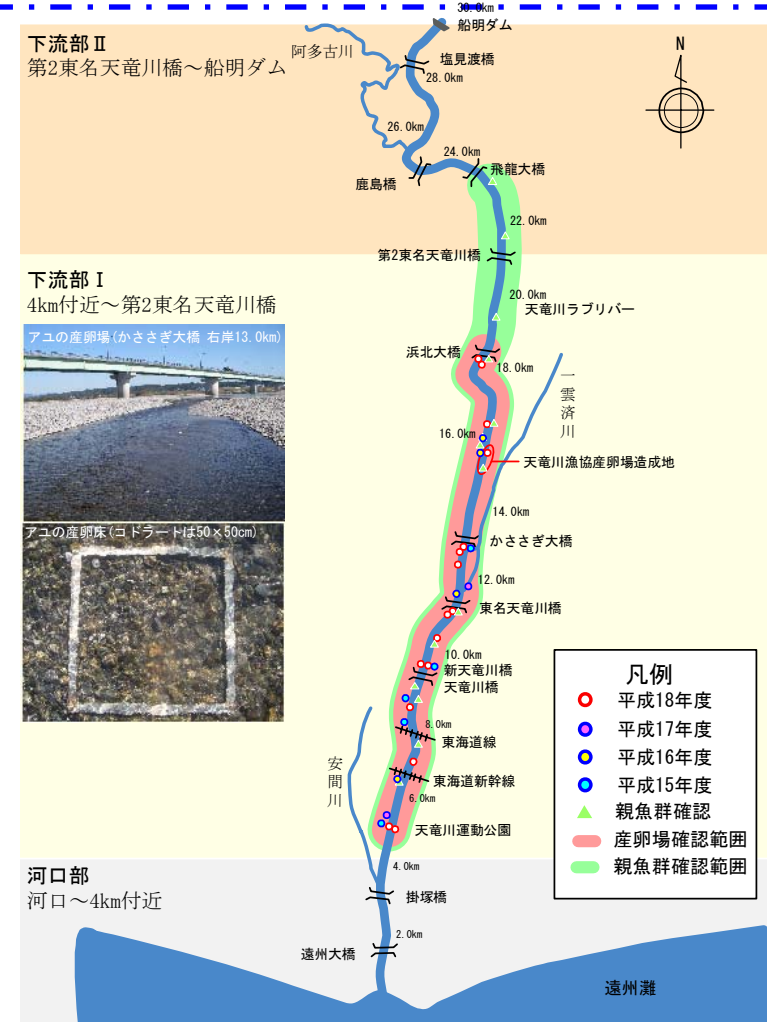 30.0km
船明ダム
下流部Ⅱ
第2東名天竜川橋～船明ダム
阿多古川
塩見渡橋
28.0km
N
26.0km
24.0km
鹿島橋
飛龍大橋
22.0km
第2東名天竜川橋
下流部Ⅰ
4km付近～第2東名天竜川橋
20.0km
天竜川ラブリバー
アユの産卵場(かささぎ大橋 右岸13.0km)
浜北大橋
18.0km
一雲済川
16.0km
天竜川漁協産卵場造成地
14.0km
アユの産卵床(コドラートは50×50cm)
かささぎ大橋
12.0km
東名天竜川橋
10.0km
新天竜川橋
天竜川橋
8.0km
東海道線
安間川
東海道新幹線
6.0km
天竜川運動公園
凡例
平成18年度
平成17年度
平成16年度
平成15年度
親魚群確認
産卵場確認範囲
親魚群確認範囲
河口部
河口～4km付近
4.0km
掛塚橋
2.0km
遠州大橋
遠州灘